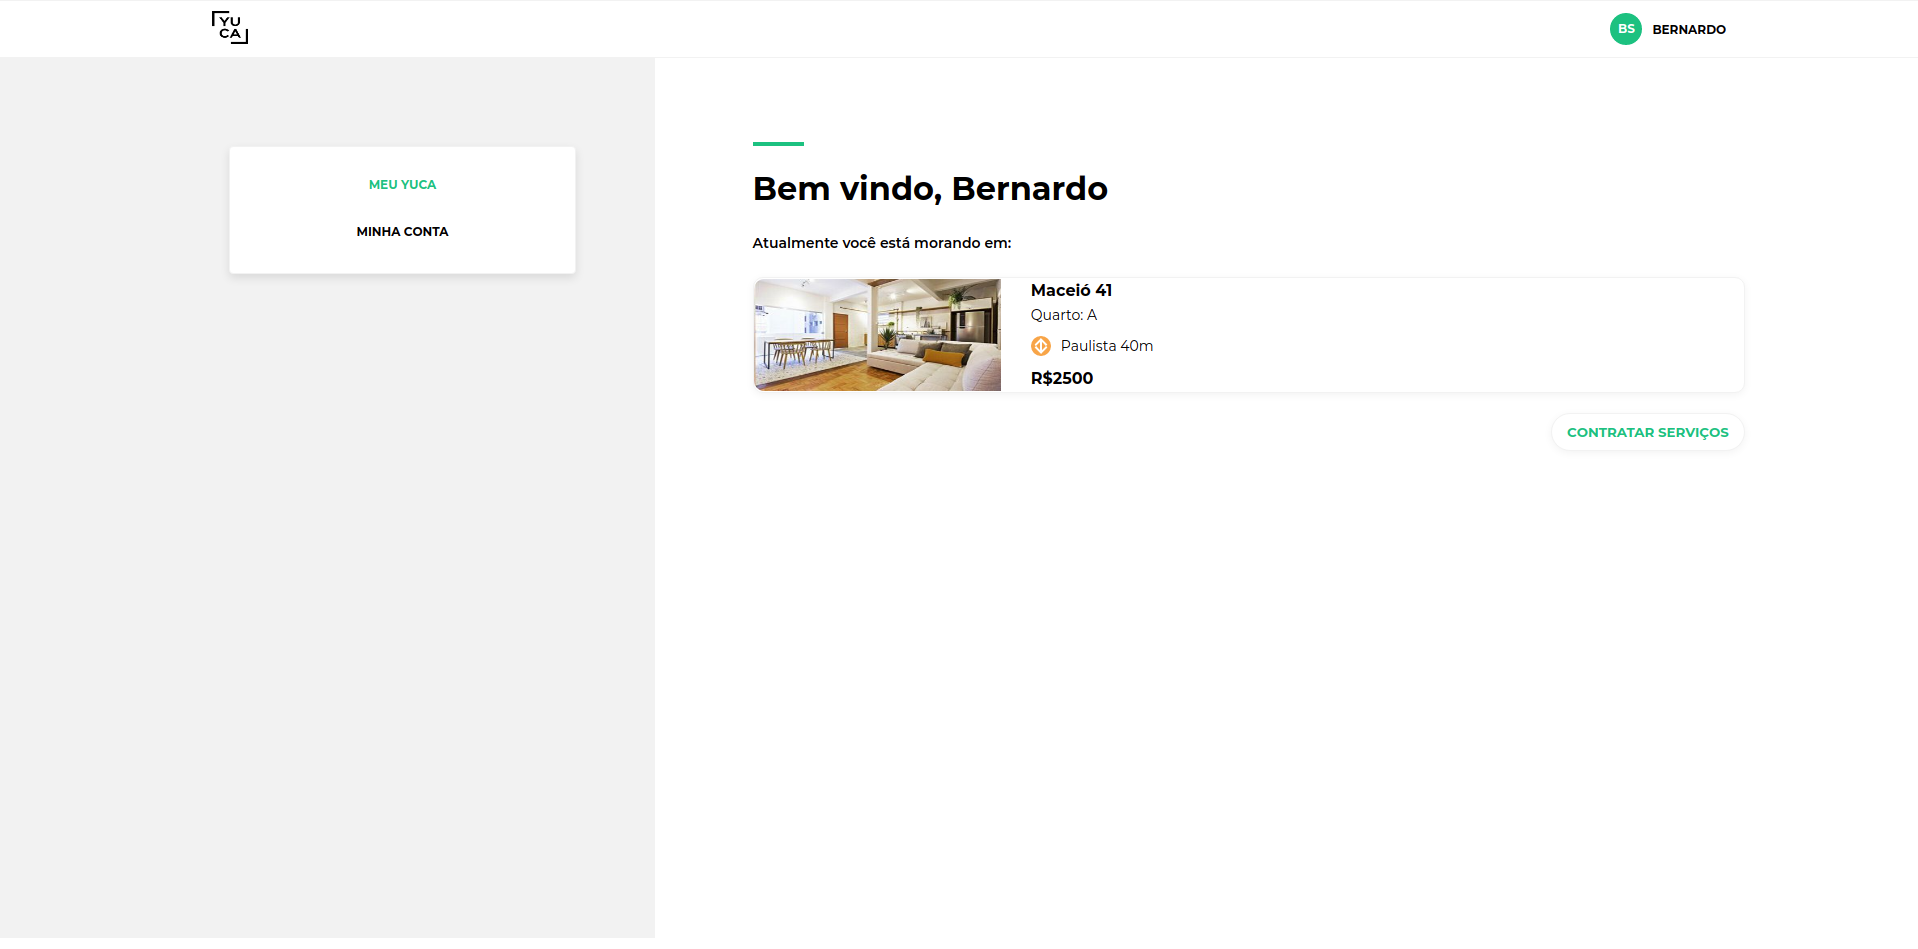 YU
CA
BS
BERNARDO
MEU YUCA
MINHA CONTA
Bem vindo, Bernardo
Atualmente você está morando em:
Maceió 41
Quarto: A
Paulista 40m
R$2500
CONTRATAR SERVIÇOS